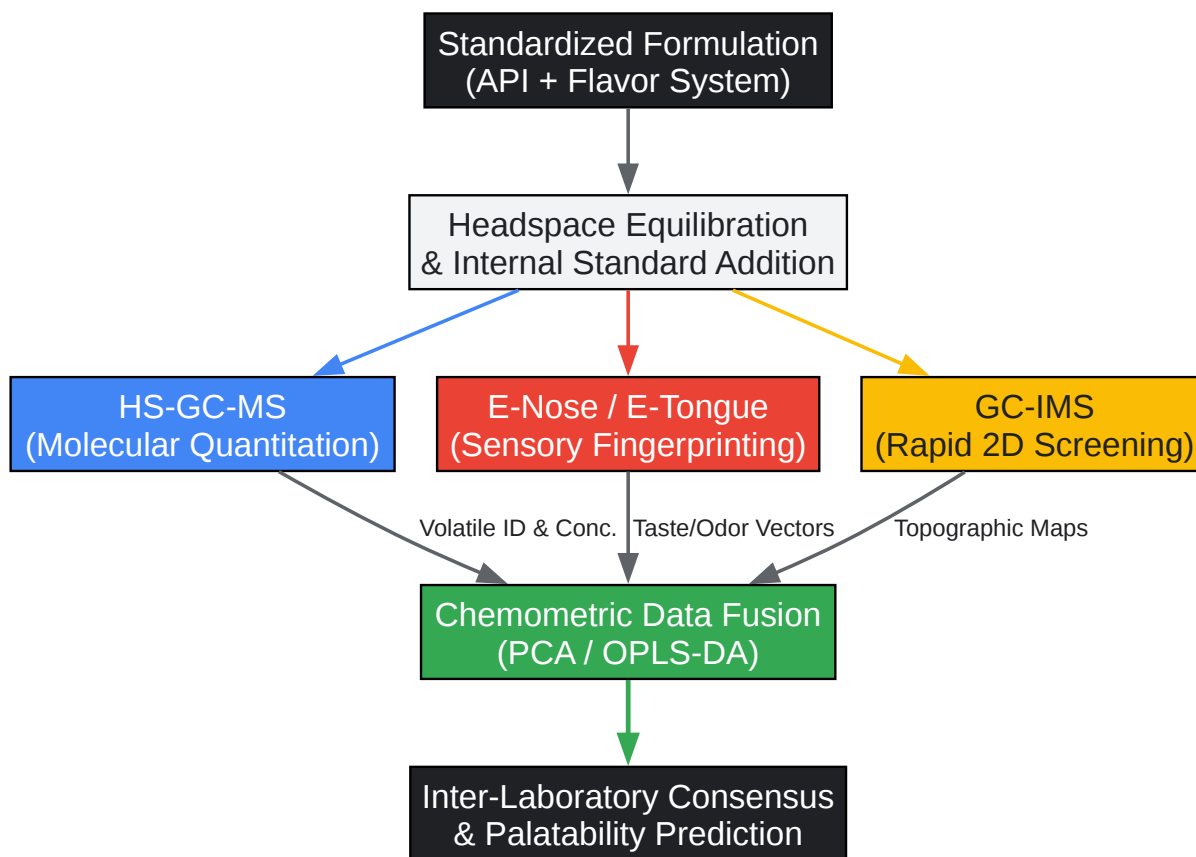 Standardized Formulation
(API + Flavor System)
Headspace Equilibration
& Internal Standard Addition
HS-GC-MS
(Molecular Quantitation)
E-Nose / E-Tongue
(Sensory Fingerprinting)
GC-IMS
(Rapid 2D Screening)
Volatile ID & Conc.
Taste/Odor Vectors
Topographic Maps
Chemometric Data Fusion
(PCA / OPLS-DA)
Inter-Laboratory Consensus
& Palatability Prediction